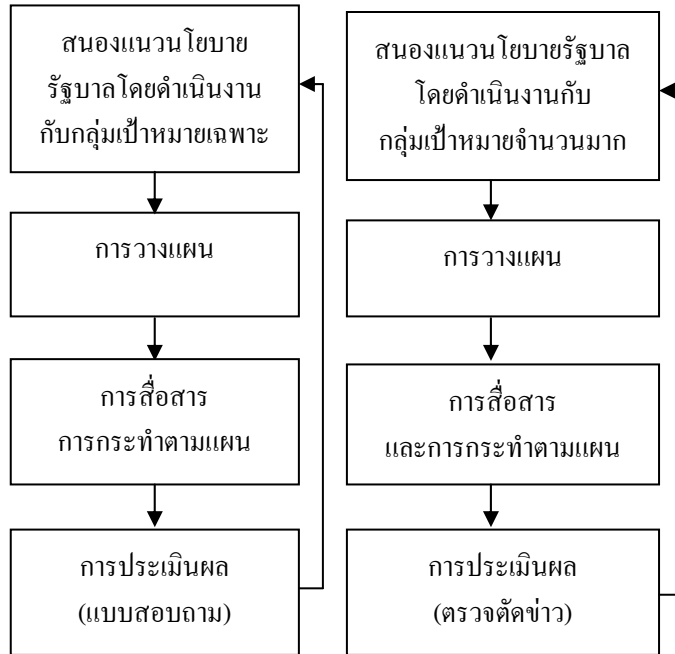 สนองแนวนโยบาย
รัฐบาลโดยดำเนินงาน
กับกลุ่มเป้าหมายเฉพาะ
การวางแผน
การสื่อสาร
การกระทำตามแผน
การประเมินผล
(แบบสอบถาม)
สนองแนวนโยบายรัฐบาล
โดยดำเนินงานกับ
กลุ่มเป้าหมายจำนวนมาก
การวางแผน
การสื่อสาร
และการกระทำตามแผน
การประเมินผล
(ตรวจตัดข่าว)